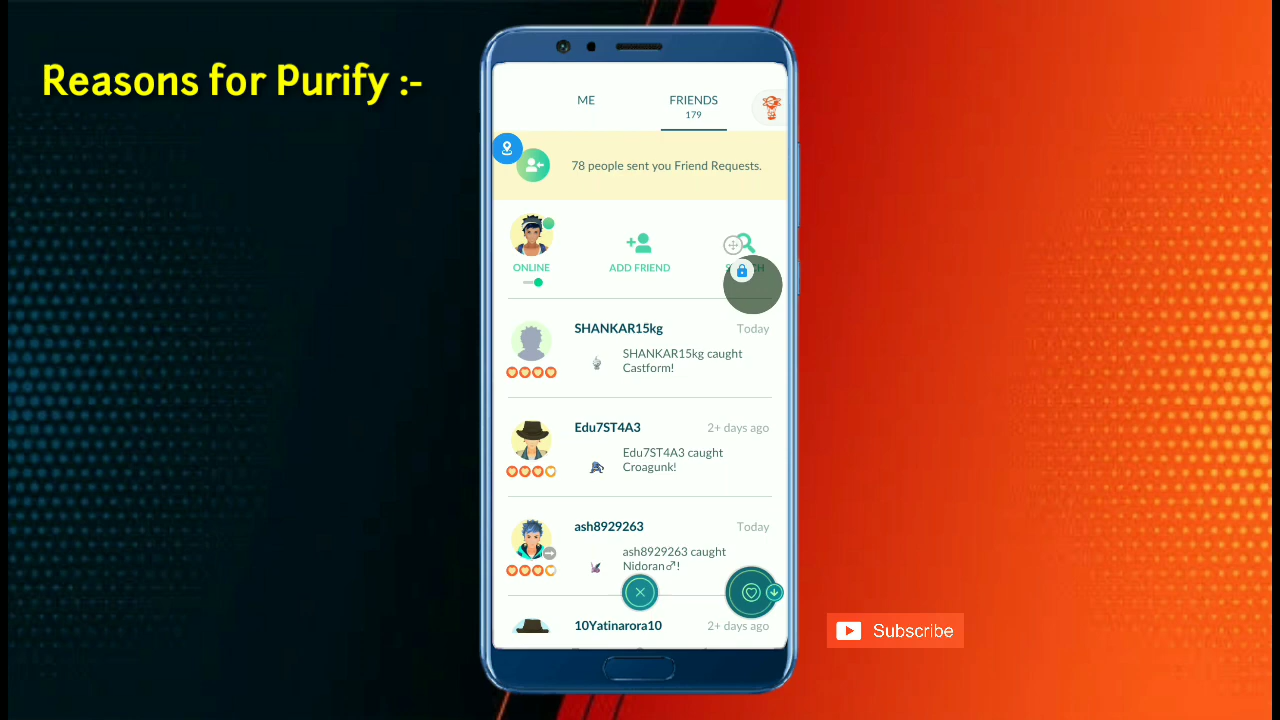 Reasons for Purify :-
ME
FRIENDS
179
78 people sent you Friend Requests.
ONLINE
ADD FRIEND
SHANKAR15kg
Today
SHANKAR15kg caught
Castform!
Edu7ST4A3
2+ days ago
Edu7ST4A3 caught
Croagunk!
ash8929263
Today
ash8929263 caught
Nidoran♂!
10Yatinarora10
2+ days ago
Subscribe